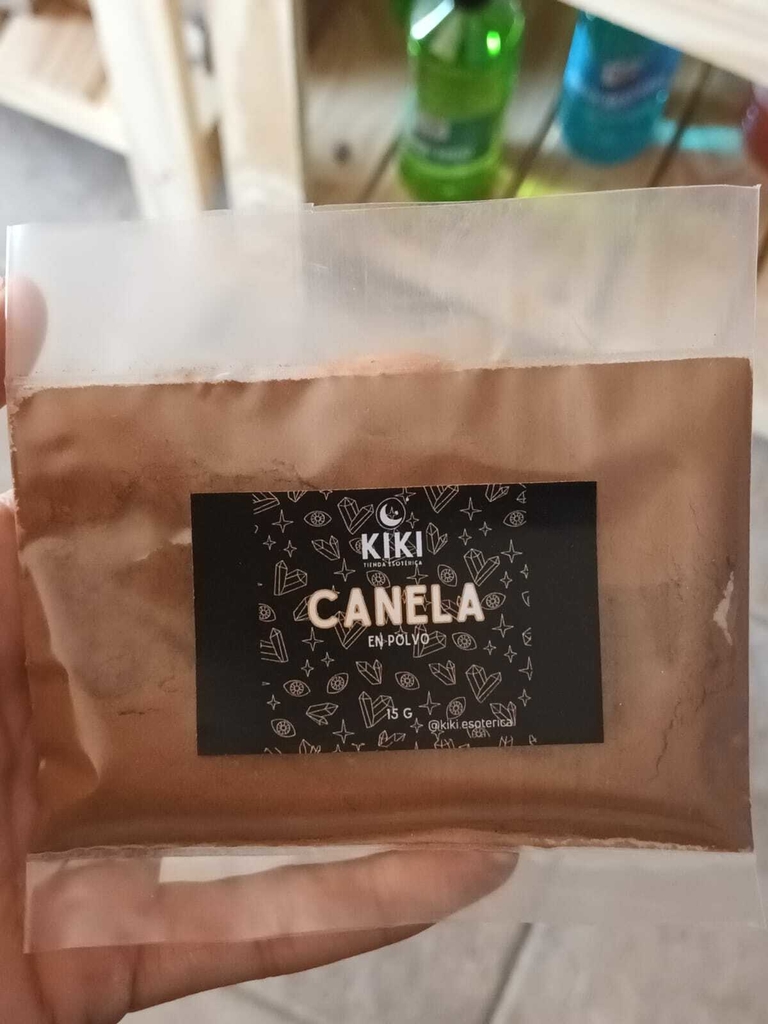 KIKI
TIENDA ESOTÉRICA
CANELA
EN POLVO
15 G
@kiki.esoterica